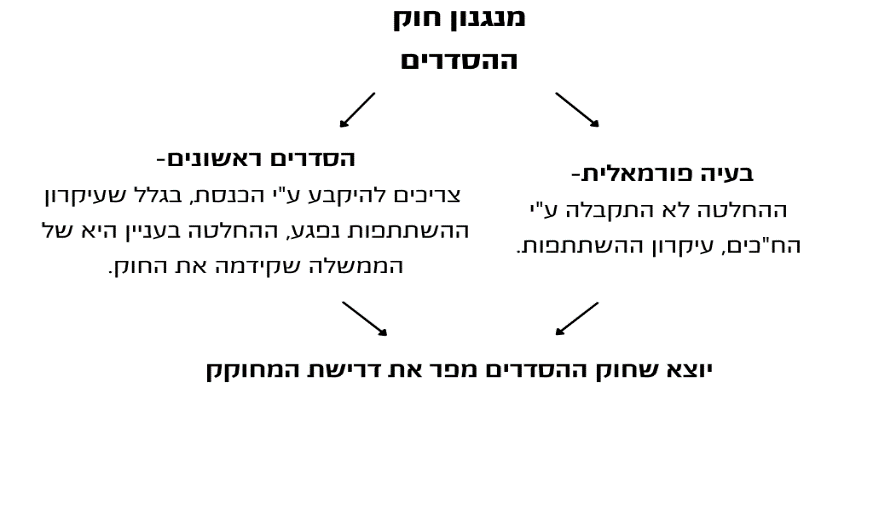 מנגנון חוק
ההסדרים
בעיה פורמאלית-
ההחלטה לא התקבלה ע"י
הח"כים, עיקרון ההשתתפות.
הסדרים ראשונים-
צריכים להיקבע ע"י הכנסת, בגלל שעיקרון
ההשתתפות נפגע, ההחלטה בעניין היא של
הממשלה שקידמה את החוק.
יוצא שחוק ההסדרים מפר את דרישת המחוקק